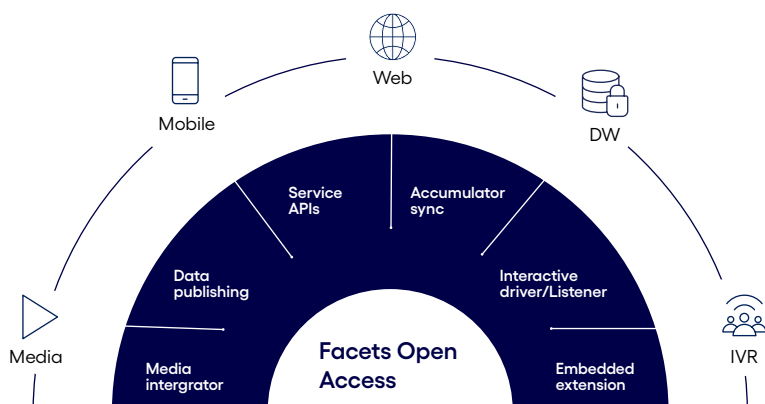 Web
Mobile
DW
Service
APIs
Accumulator
sync
Data
publishing
Interactive
driver/Listener
Media
IVR
Facets Open
Access
Media
intergrator
Embedded
extension